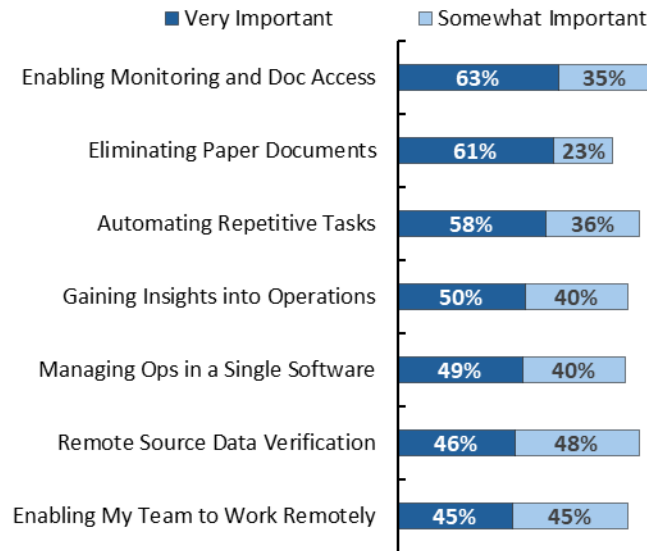 Very Important Somewhat Important
Enabling Monitoring and Doc Access 63% 35%
Eliminating Paper Documents 61% 23%
Automating Repetitive Tasks 58% 36%
Gaining Insights into Operations 50% 40%
Managing Ops in a Single Software 49% 40%
Remote Source Data Verification 46% 48%
Enabling My Team to Work Remotely 45% 45%